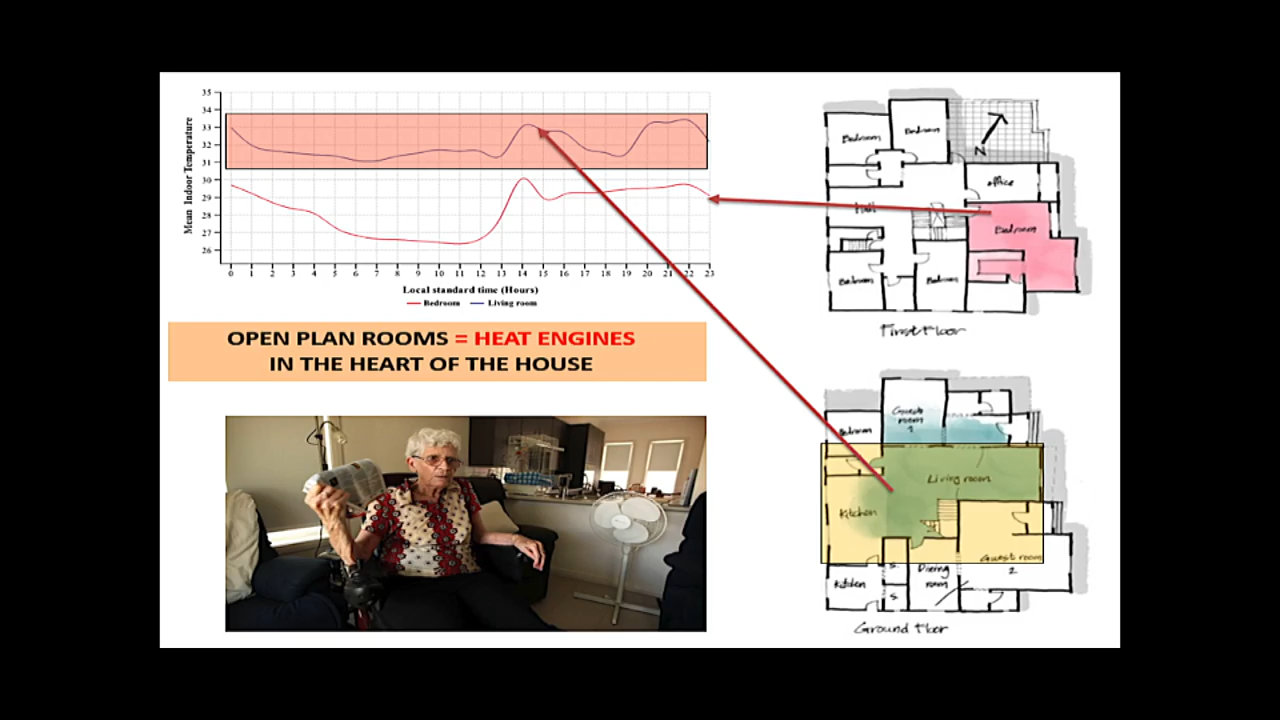 35
34
33
32
31
30
29
28
27
26
Mean Indoor Temperature
0 1 2 3 4 5 6 7 8 9 10 11 12 13 14 15 16 17 18 19 20 21 22 23
Local standard time (Hours)
Bedroom Living room
OPEN PLAN ROOMS = HEAT ENGINES
IN THE HEART OF THE HOUSE
Bedroom
Bedroom
N
office
Hall
Bedroom
Bedroom
Bedroom
First Floor
Guest
room
1
Bedroom
Living room
Kitchen
Guest room
2
Kitchen
S
S
Dining
room
Ground Floor